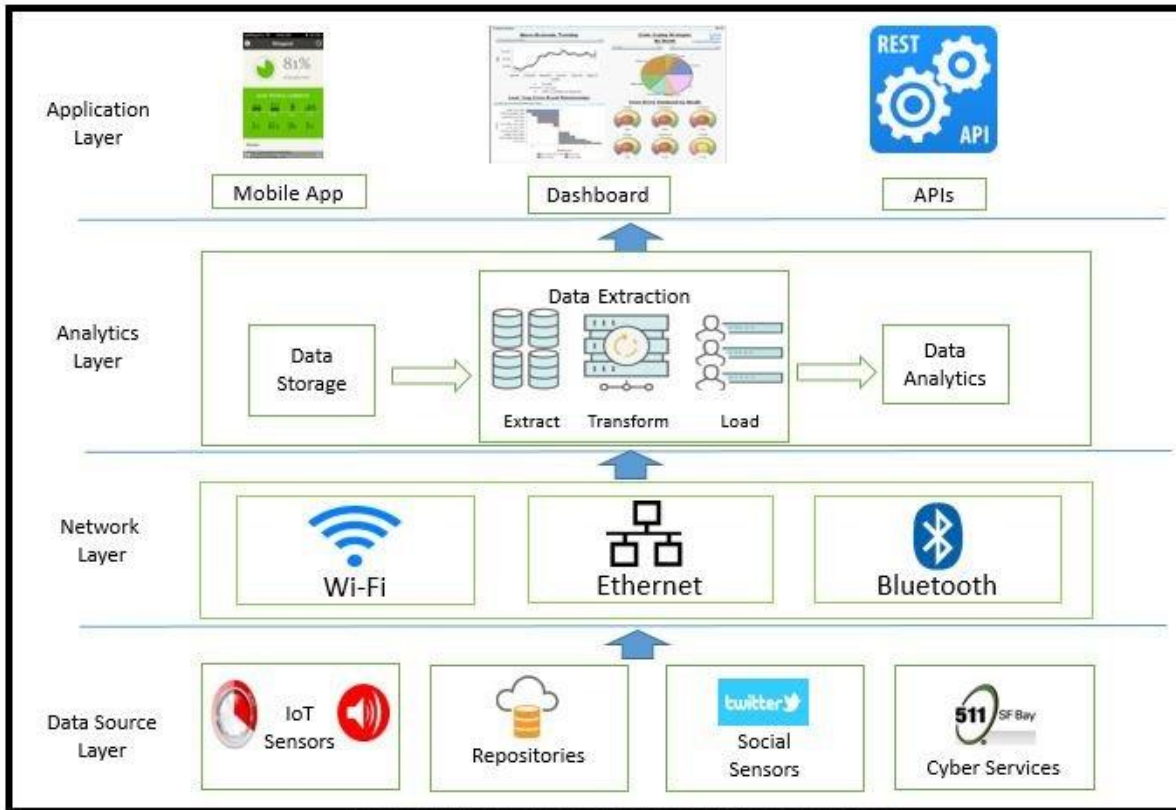 81%
REST
API
Application
Layer
Mobile App
Dashboard
APIs
Data Extraction
Analytics
Layer
Data
Storage
Data
Analytics
Extract
Transform
Load
Network
Layer
Wi-Fi
Ethernet
Bluetooth
Data Source
Layer
IoT
Sensors
Repositories
twitter
Social
Sensors
511 SF Bay
Cyber Services